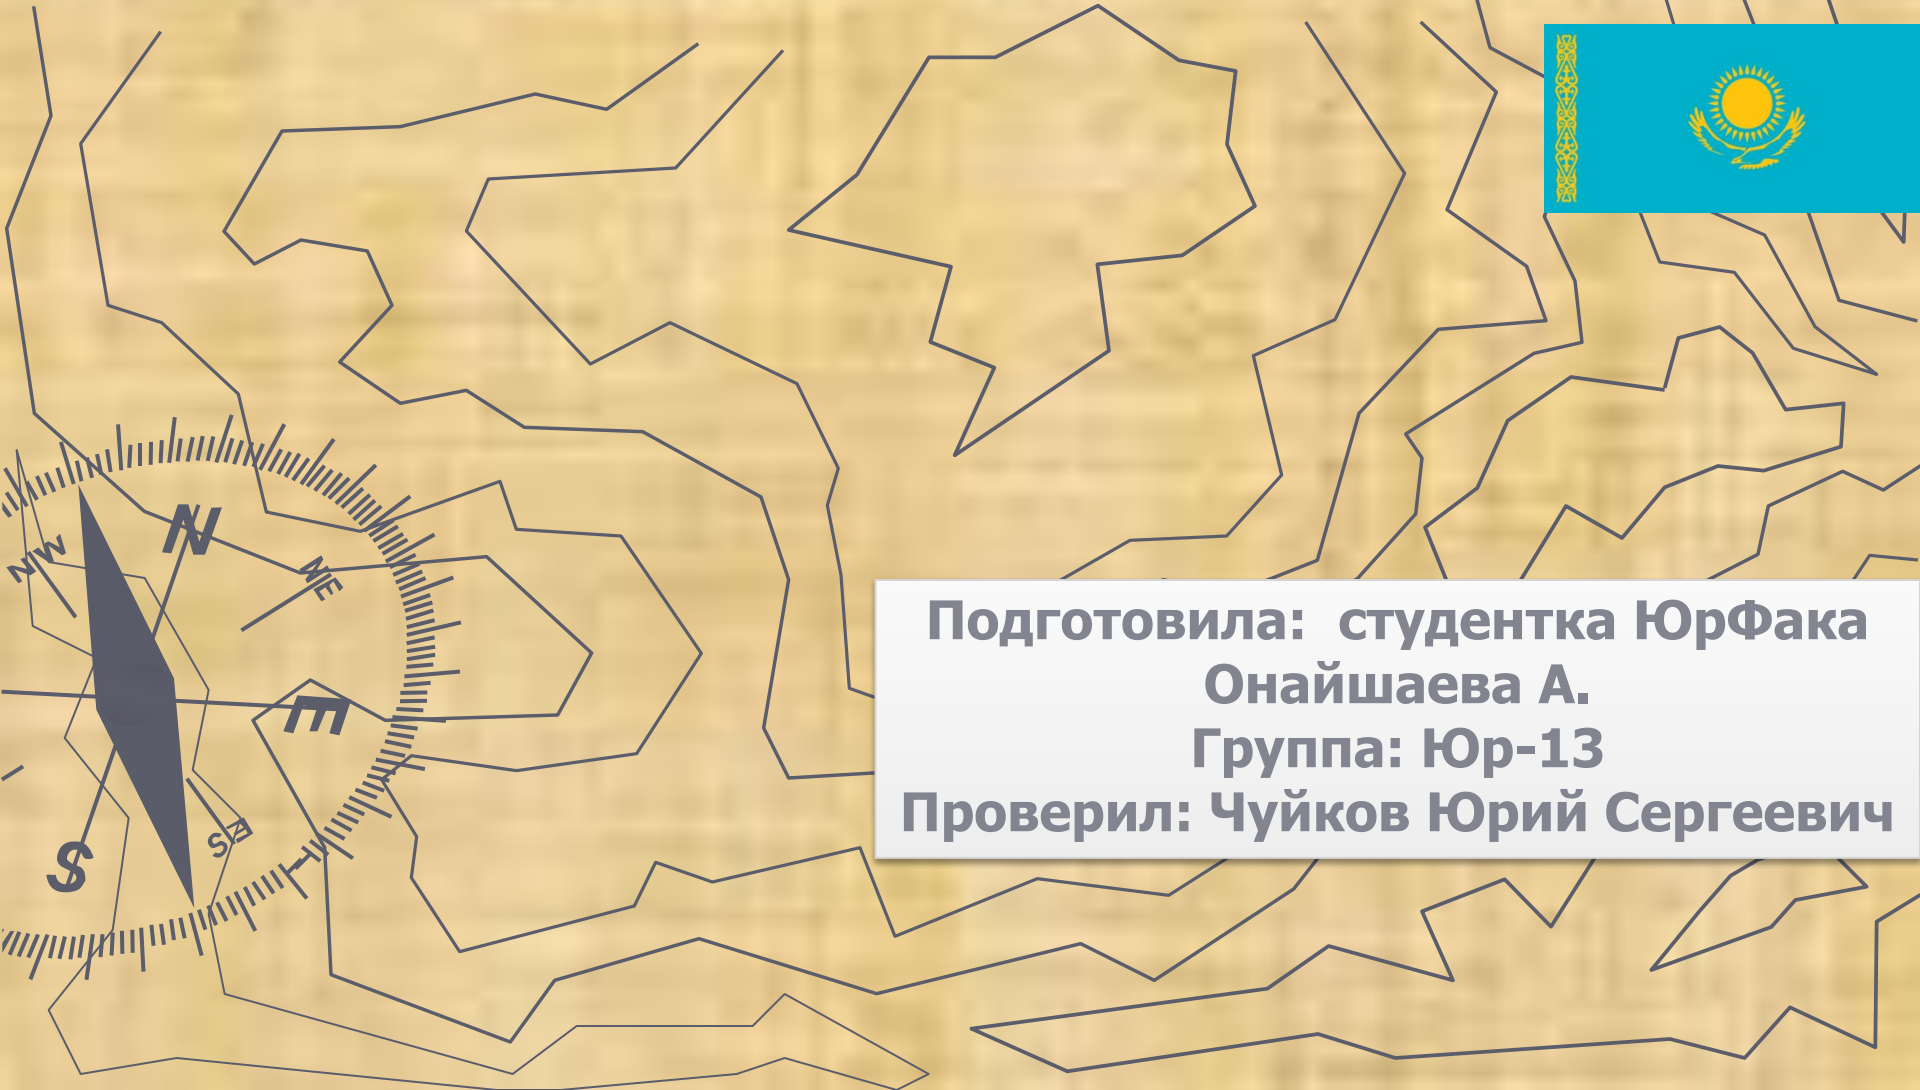 N
NW
NE
E
S
SE
Подготовила: студентка ЮрФака
Онайшаева А.
Группа: Юр-13
Проверил: Чуйков Юрий Сергеевич